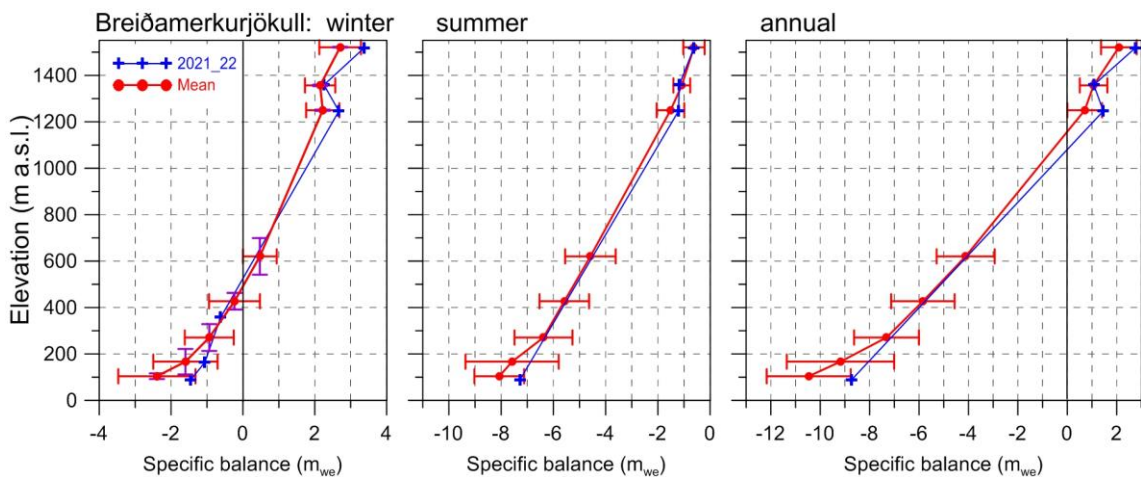 Breiðamerkurjökull: winter
summer
annual
2021_22
Mean
Elevation (m a.s.l.)
1400
1200
1000
800
600
400
200
0
-4 -2 0 2 4
-10 -8 -6 -4 -2 0
-12 -10 -8 -6 -4 -2 0 2
Specific balance (mwe)
Specific balance (mwe)
Specific balance (mwe)